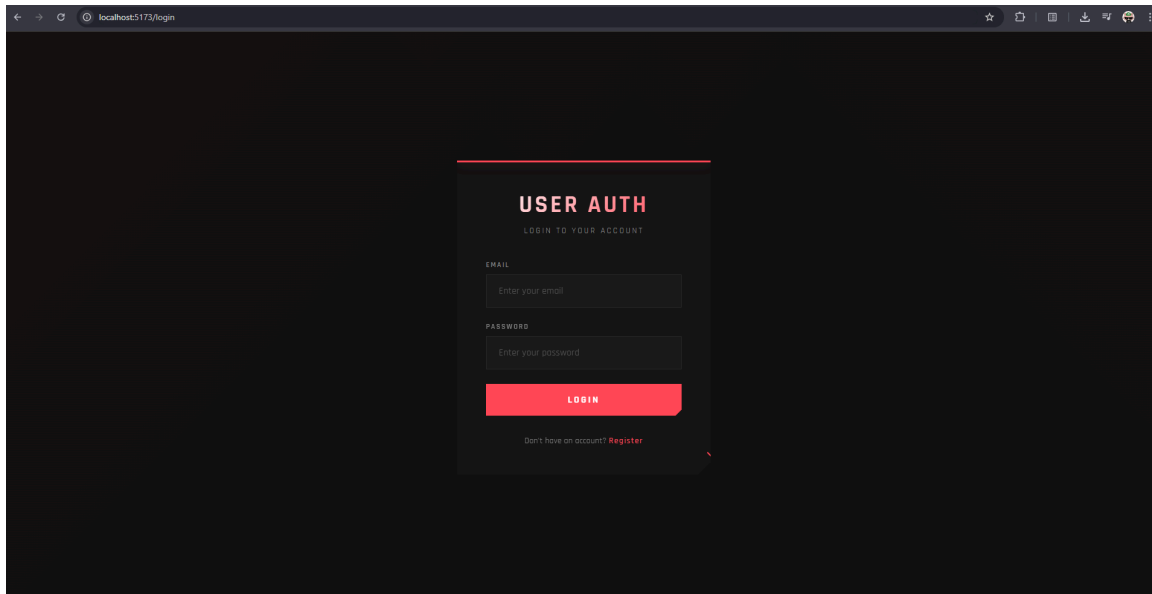 localhost:5173/login
USER AUTH
LOGIN TO YOUR ACCOUNT
EMAIL
Enter your email
PASSWORD
Enter your password
LOGIN
Don't have an account? Register